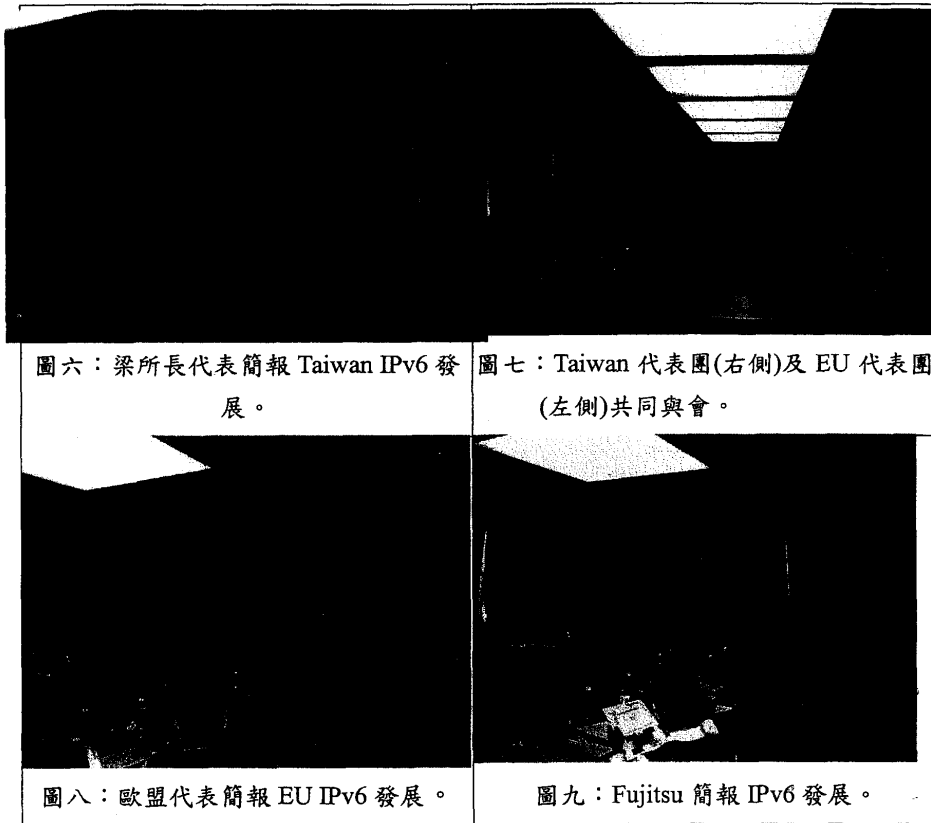 圖六：梁所長代表簡報 Taiwan IPv6 發
展。
圖七：Taiwan 代表團(右側)及 EU 代表團
(左側)共同與會。
圖八：歐盟代表簡報 EU IPv6 發展。
圖九：Fujitsu 簡報 IPv6 發展。